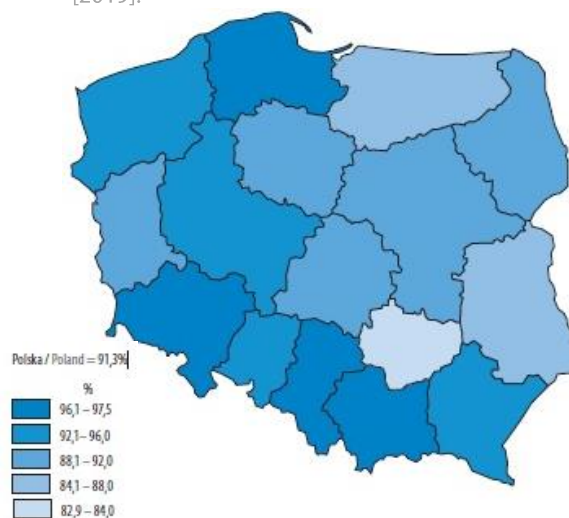 [2019].
Polska / Poland = 91,3%
%
96,1 – 97,5
92,1 – 96,0
88,1 – 92,0
84,1 – 88,0
82,9 – 84,0